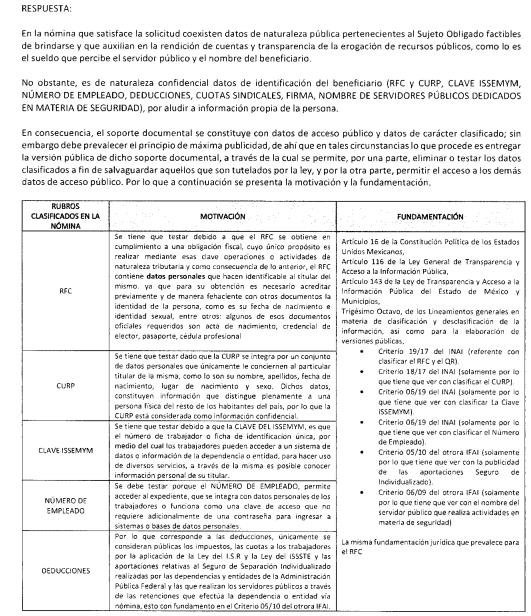 RESPUESTA:
En la nómina que satisface la solicitud coexisten datos de naturaleza pública pertenecientes al Sujeto Obligado factibles
de brindarse y que auxilian en la rendición de cuentas y transparencia de la erogación de recursos públicos, como lo es
el sueldo que percibe el servidor público y el nombre del beneficiario.
No obstante, es de naturaleza confidencial datos de identificación del beneficiario (RFC y CURP, CLAVE ISSEMYM,
NÚMERO DE EMPLEADO, DEDUCCIONES, CUOTAS SINDICALES, FIRMA, NOMBRE DE SERVIDORES PÚBLICOS DEDICADOS
EN MATERIA DE SEGURIDAD), por aludir a información propia de la persona.
En consecuencia, el soporte documental se constituye con datos de acceso público y datos de carácter clasificado; sin
embargo debe prevalecer el principio de máxima publicidad, de ahí que en tales circunstancias lo que procede es entregar
la versión pública de dicho soporte documental, a través de la cual se permite, por una parte, eliminar o testar los datos
clasificados a fin de salvaguardar aquellos que son tutelados por la ley, y por la otra parte, permitir el acceso a los demás
datos de acceso público. Por lo que a continuación se presenta la motivación y la fundamentación.
RUBROS
CLASIFICADOS EN LA
NÓMINA
MOTIVACIÓN
FUNDAMENTACIÓN
RFC
Se tiene que testar debido a que el RFC se obtiene en
cumplimiento a una obligación fiscal, cuyo único propósito es
realizar mediante esas clave operaciones o actividades de
naturaleza tributaria y como consecuencia de lo anterior, el RFC
contiene datos personales que hacen identificable al titular del
mismo. ya que para su obtención es necesario acreditar
previamente y de manera fehaciente con otros documentos la
identidad de la persona, como es su fecha de nacimiento e
identidad sexual, entre otros: algunos de esos documentos
oficiales requeridos son acta de nacimiento, credencial de
elector, pasaporte, cédula profesional
CURP
Se tiene que testar dado que la CURP se integra por un conjunto
de datos personales que únicamente le conciernen al particular
titular de la misma, como lo son su nombre, apellidos, fecha de
nacimiento, lugar de nacimiento y sexo. Dichos datos,
constituyen información que distingue plenamente a una
persona física del resto de los habitantes del país, por lo que la
CURP está considerada como información confidencial.
CLAVE ISSEMYM
Se tiene que testar debido a que la CLAVE DEL ISSEMYM, es que
el número de trabajador o ficha de identificación única, por
medio del cual los trabajadores pueden acceder a un sistema de
datos o información de la dependencia o entidad, para hacer uso
de diversos servicios, a través de la misma es posible conocer
información personal de su titular.
NÚMERO DE
EMPLEADO
Se debe testar porque el NÚMERO DE EMPLEADO, permite
acceder al expediente, que se integra con datos personales de los
trabajadores o funciona como una clave de acceso que no
requiere adicionalmente de una contraseña para ingresar a
sistemas o bases de datos personales.
DEDUCCIONES
Por lo que corresponde a las deducciones, únicamente se
consideran públicas los impuestos, las cuotas a los trabajadores
por la aplicación de la Ley del I.S.R y la Ley del ISSSTE y las
aportaciones relativas al Seguro de Separación Individualizado
realizadas por las dependencias y entidades de la Administración
Pública Federal y las que realizan los servidores públicos a través
de las retenciones que efectúa la dependencia o entidad vía
nómina, esto con fundamento en el Criterio 05/10 del otrora IFAI.
Artículo 16 de la Constitución Política de los Estados
Unidos Mexicanos,
Artículo 116 de la Ley General de Transparencia y
Acceso a la Información Pública,
Artículo 143 de la Ley de Transparencia y Acceso a la
Información Pública del Estado de México y
Municipios,
Trigésimo Octavo, de los Lineamientos generales en
materia de clasificación y desclasificación de la
información, así como para la elaboración de
versiones públicas,
• Criterio 19/17 del INAI (referente con
clasificar el RFC y el QR).
• Criterio 18/17 del INAI (solamente por lo
que tiene que ver con clasificar el CURP).
• Criterio 06/19 del INAI (solamente por lo
que tiene que ver con clasificar La Clave
ISSEMYM).
• Criterio 06/19 del INAI (solamente por lo
que tiene que ver con clasificar el Número
de Empleado).
• Criterio 05/10 del otrora IFAI (solamente
por lo que tiene que ver con la publicidad
de las aportaciones Seguro de
Individualizado).
• Criterio 06/09 del otrora IFAI (solamente
por lo que tiene que ver con el nombre del
servidor público que realiza actividades en
materia de seguridad)
La misma fundamentación jurídica que prevalece para
el RFC